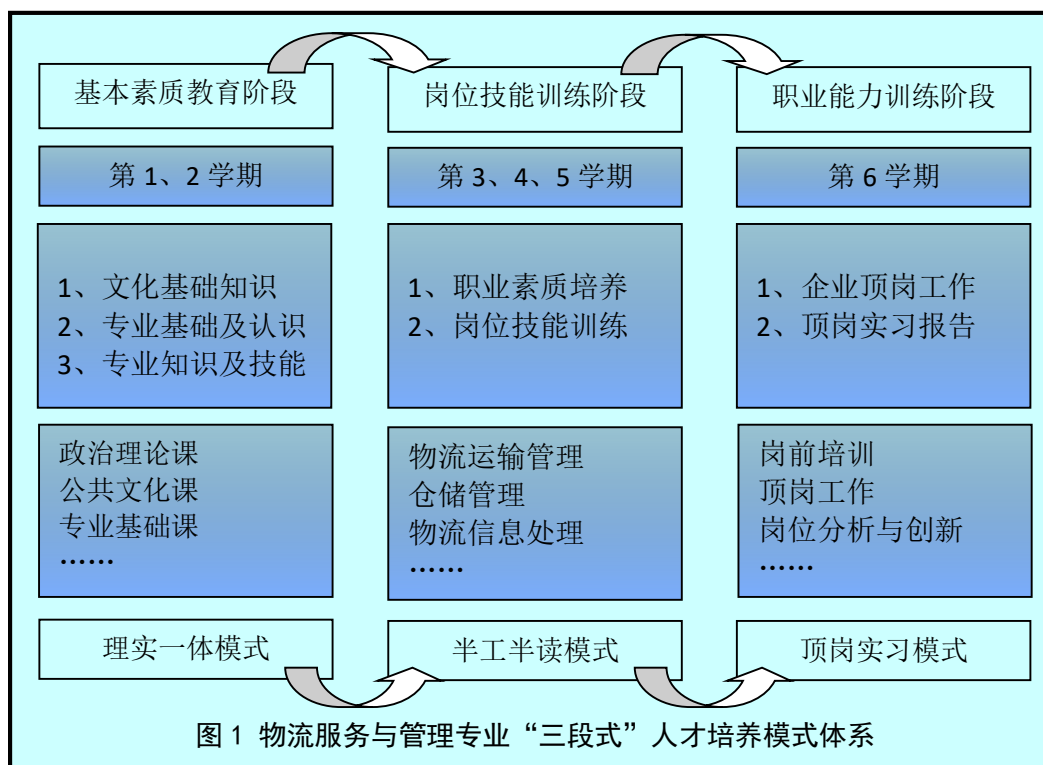 基本素质教育阶段
岗位技能训练阶段
职业能力训练阶段
第 1、2 学期
第 3、4、5 学期
第 6 学期
1、文化基础知识
2、专业基础及认识
3、专业知识及技能
1、职业素质培养
2、岗位技能训练
1、企业顶岗工作
2、顶岗实习报告
政治理论课
公共文化课
专业基础课
……
物流运输管理
仓储管理
物流信息处理
……
岗前培训
顶岗工作
岗位分析与创新
……
理实一体模式
半工半读模式
顶岗实习模式
图 1 物流服务与管理专业“三段式”人才培养模式体系